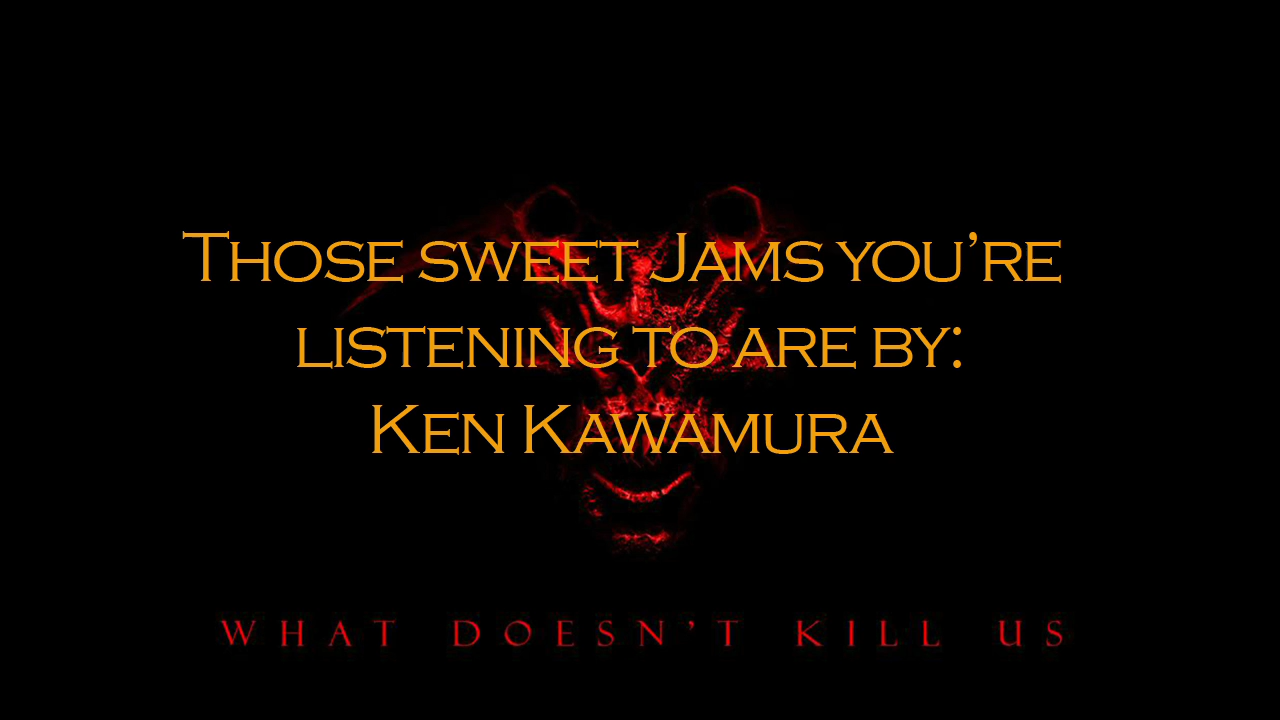 Those sweet Jams you’re
listening to are by:
Ken Kawamura
WHAT DOESN'T KILL US